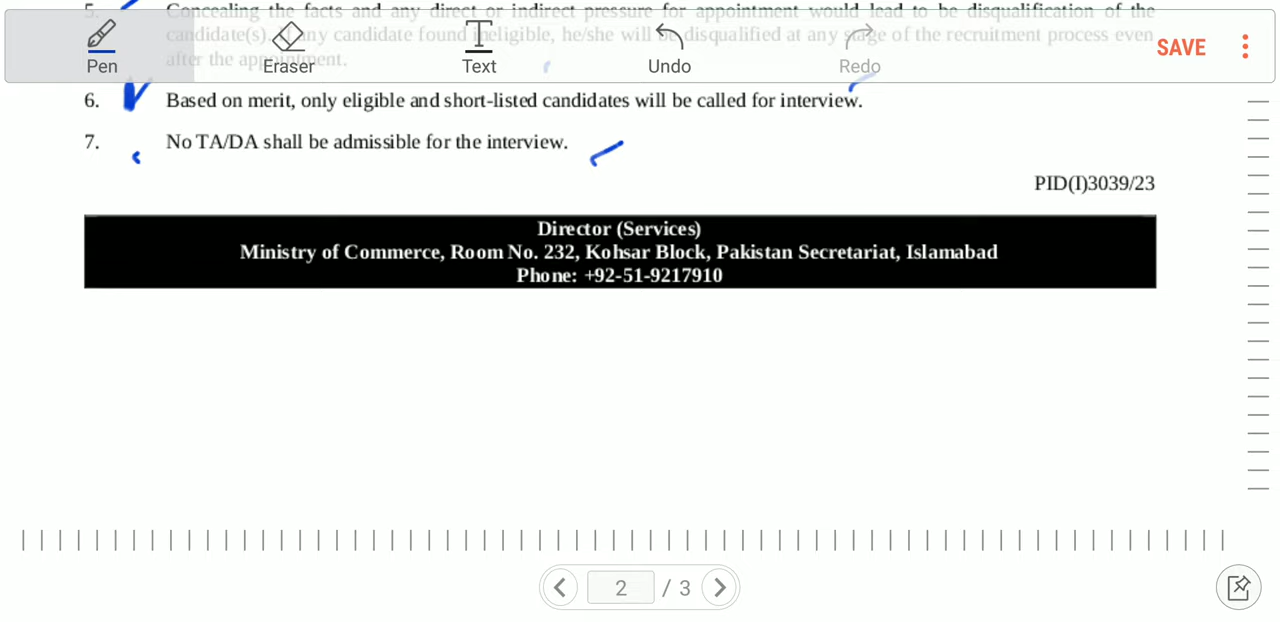 5. Concealing the facts and any direct or indirect pressure for appointment would lead to be disqualification of the
candidate(s). If any candidate found ineligible, he/she will be disqualified at any stage of the recruitment process even
after the appointment.
Pen
Eraser
Text
Undo
Redo
SAVE
6. Based on merit, only eligible and short-listed candidates will be called for interview.
7. No TA/DA shall be admissible for the interview.
PID(I)3039/23
Director (Services)
Ministry of Commerce, Room No. 232, Kohsar Block, Pakistan Secretariat, Islamabad
Phone: +92-51-9217910
2 / 3